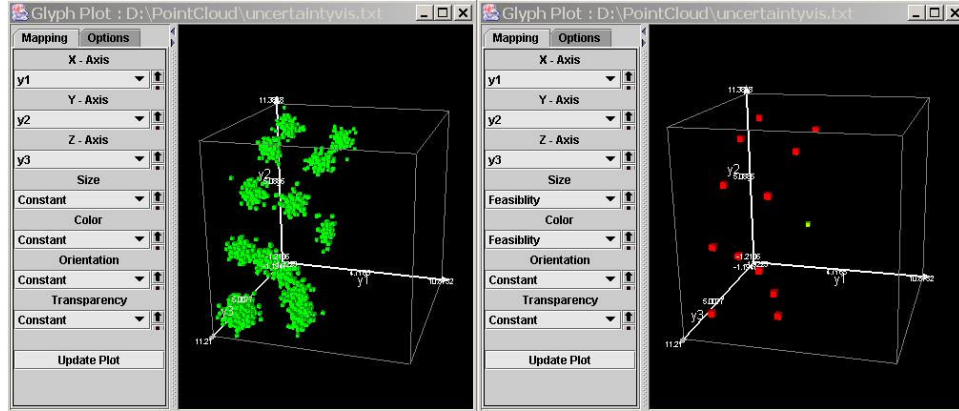 Glyph Plot : D:\PointCloud\uncertaintyvis.txt
Mapping Options
X - Axis
y1
Y - Axis
y2
Z - Axis
y3
Size
Constant
Color
Constant
Orientation
Constant
Transparency
Constant
Update Plot
y2
y1
y3
11.21
Glyph Plot : D:\PointCloud\uncertaintyvis.txt
Mapping Options
X - Axis
y1
Y - Axis
y2
Z - Axis
y3
Size
Feasiblity
Color
Feasiblity
Orientation
Constant
Transparency
Constant
Update Plot
y2
y1
y3
11.21